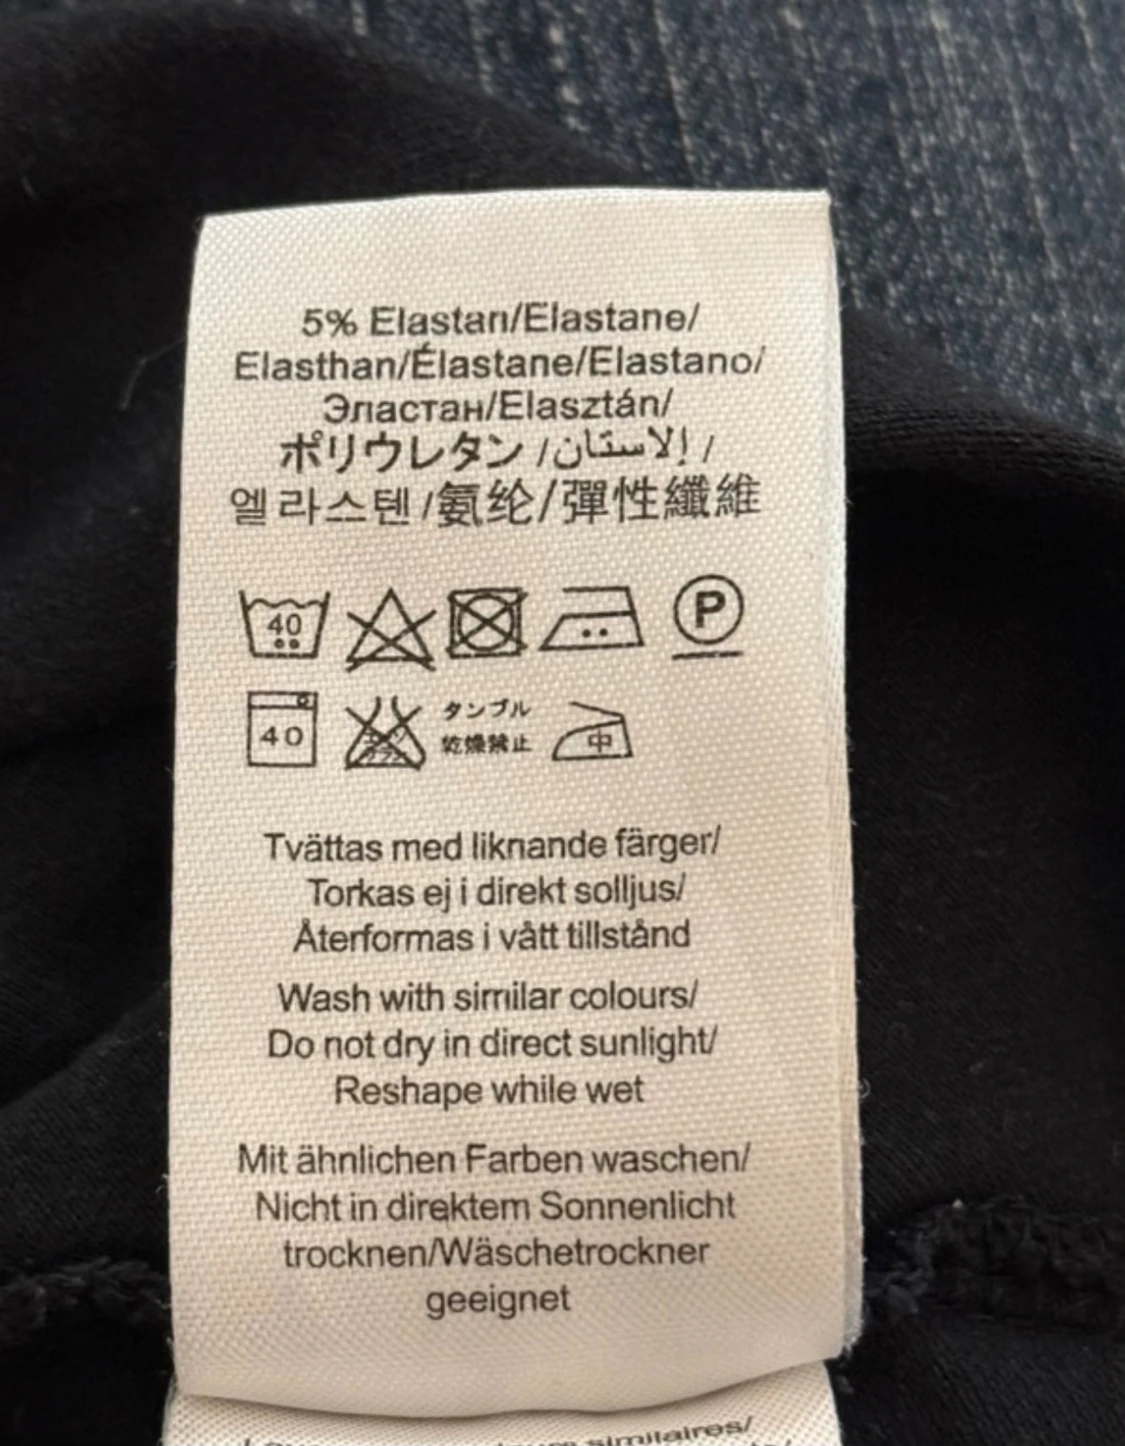 5% Elastan/Elastane/
Elasthan/Élastane/Elastano/
Эластан/Elasztán/
ポリウレタン /إلاستان /
엘라스텐/氨纶/彈性纖維
40 P
40 タンブル
乾燥禁止 中
Tvättas med liknande färger/
Torkas ej i direkt solljus/
Återformas i vått tillstånd
Wash with similar colours/
Do not dry in direct sunlight/
Reshape while wet
Mit ähnlichen Farben waschen/
Nicht in direktem Sonnenlicht
trocknen/Wäschetrockner
geeignet
similaires/